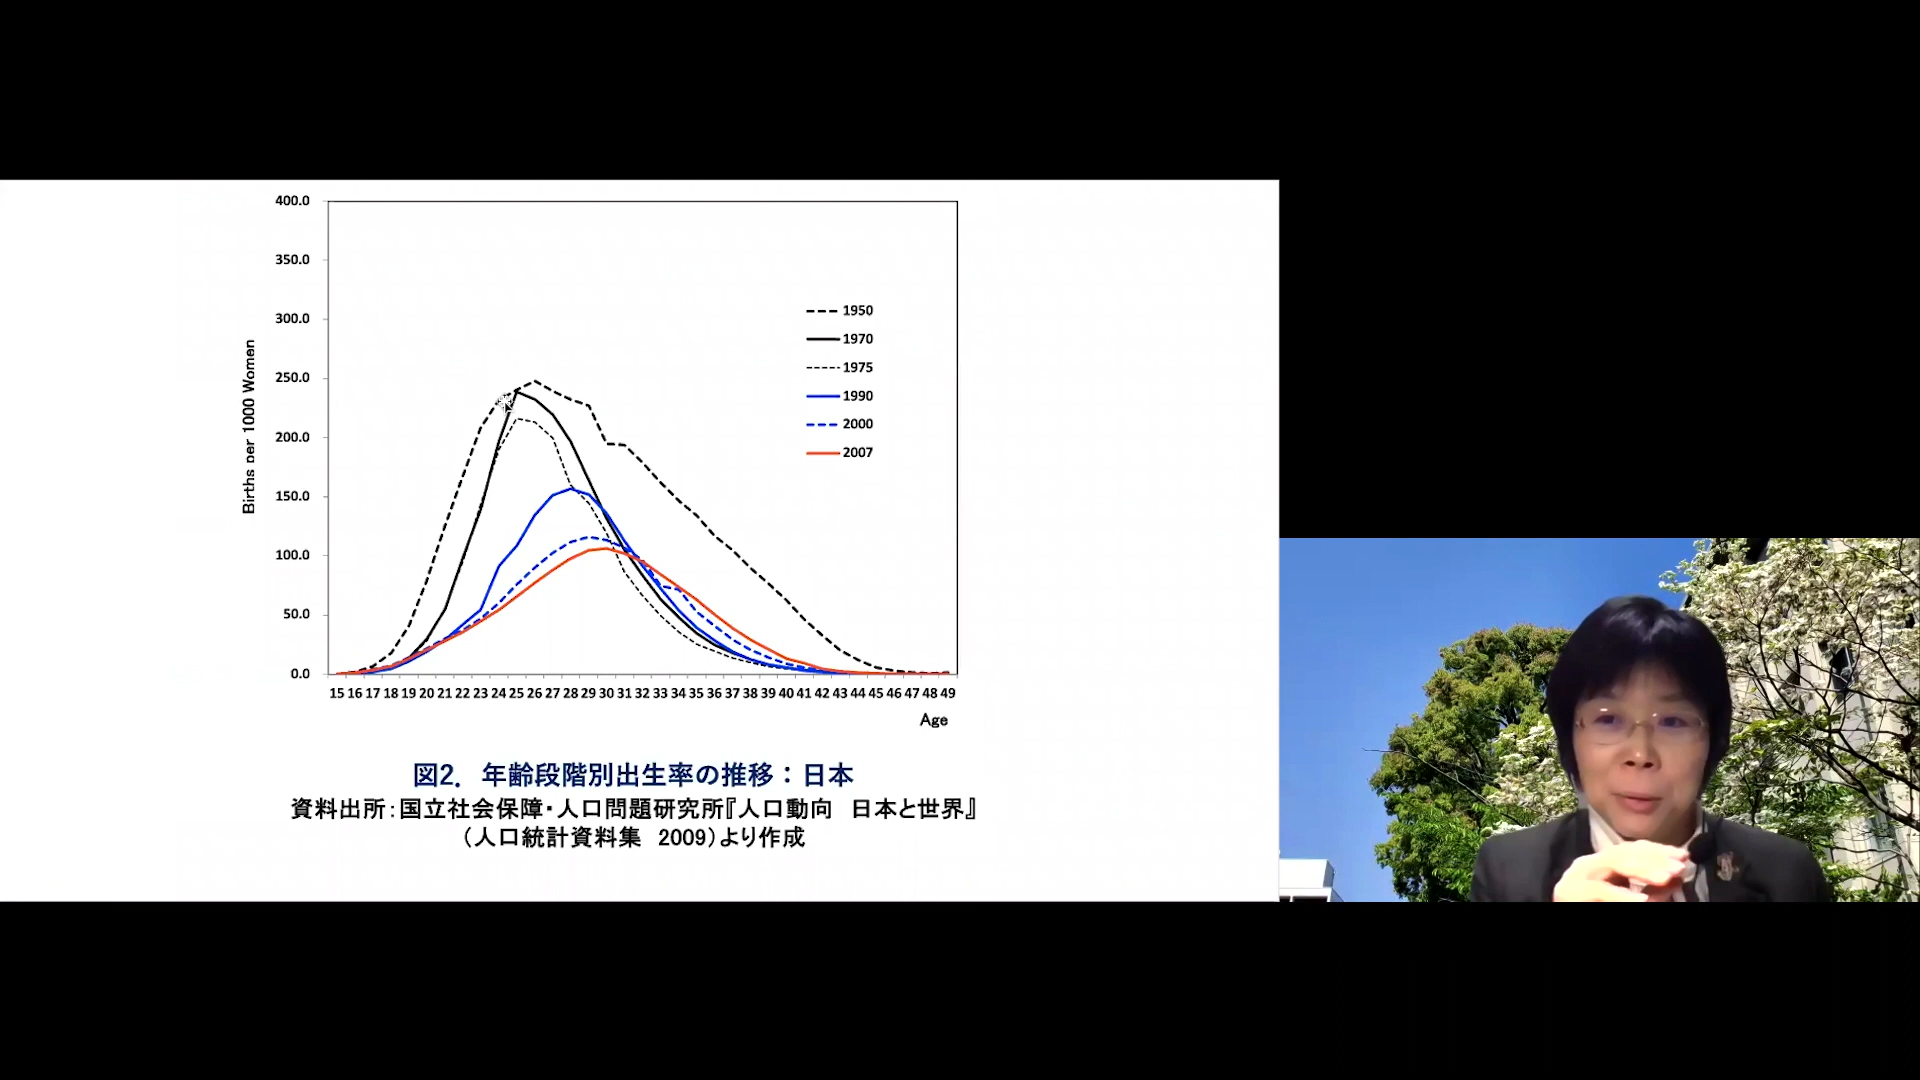 400.0
350.0
300.0
250.0
200.0
150.0
100.0
50.0
0.0
Births per 1000 Women
1950
1970
1975
1990
2000
2007
15 16 17 18 19 20 21 22 23 24 25 26 27 28 29 30 31 32 33 34 35 36 37 38 39 40 41 42 43 44 45 46 47 48 49
Age
図2. 年齢段階別出生率の推移：日本
資料出所：国立社会保障・人口問題研究所『人口動向 日本と世界』
（人口統計資料集 2009）より作成